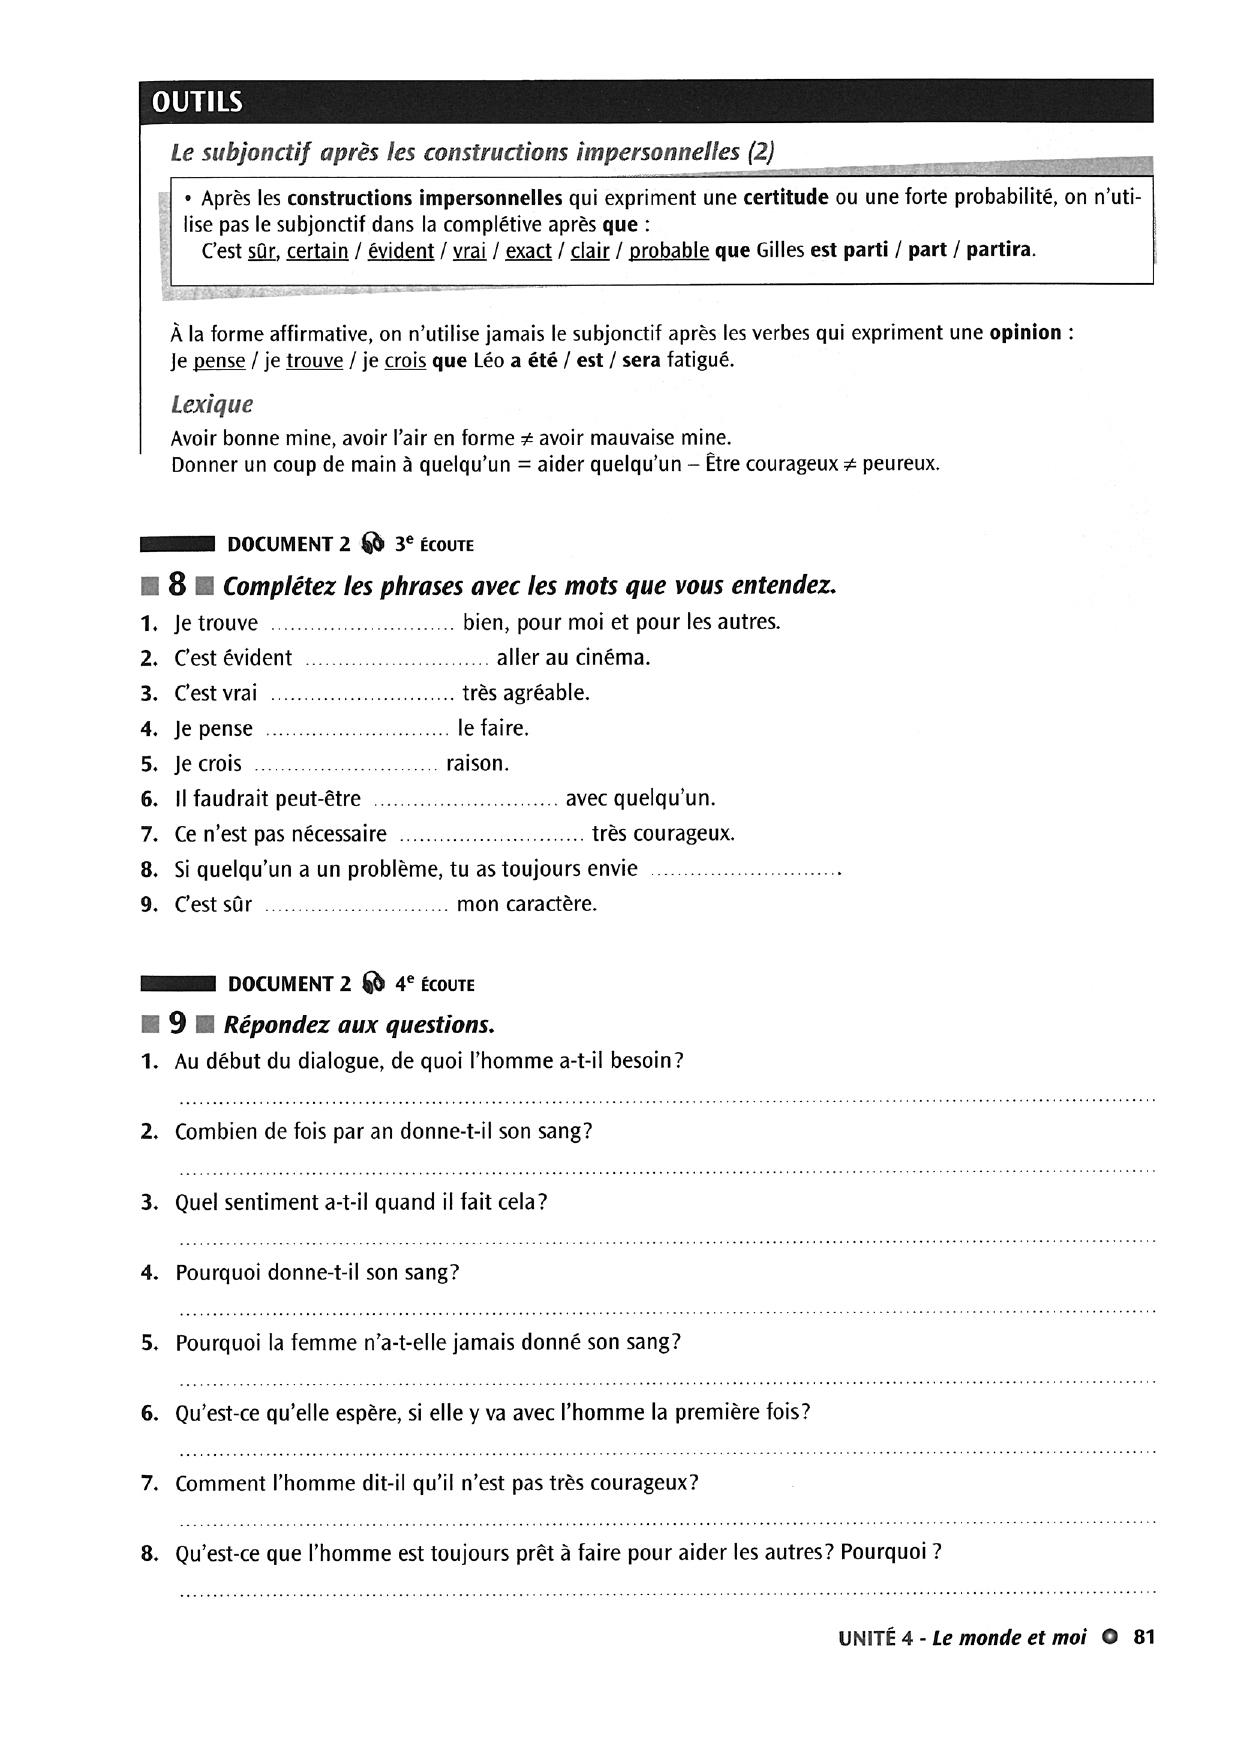 OUTILS
Le subjonctif après les constructions impersonnelles (2)
• Après les constructions impersonnelles qui expriment une certitude ou une forte probabilité, on n'uti-
lise pas le subjonctif dans la complétive après que :
C'est sûr, certain / évident / vrai / exact / clair / probable que Gilles est parti / part / partira.
À la forme affirmative, on n'utilise jamais le subjonctif après les verbes qui expriment une opinion :
Je pense / je trouve / je crois que Léo a été / est / sera fatigué.
Lexique
Avoir bonne mine, avoir l'air en forme ≠ avoir mauvaise mine.
Donner un coup de main à quelqu'un = aider quelqu'un – Être courageux ≠ peureux.
DOCUMENT 2 3e ÉCOUTE
8 Complétez les phrases avec les mots que vous entendez.
1. Je trouve ............................ bien, pour moi et pour les autres.
2. C'est évident ............................ aller au cinéma.
3. C'est vrai ............................ très agréable.
4. Je pense ............................ le faire.
5. Je crois ............................ raison.
6. Il faudrait peut-être ............................ avec quelqu'un.
7. Ce n'est pas nécessaire ............................ très courageux.
8. Si quelqu'un a un problème, tu as toujours envie ............................ .
9. C'est sûr ............................ mon caractère.
DOCUMENT 2 4e ÉCOUTE
9 Répondez aux questions.
1. Au début du dialogue, de quoi l'homme a-t-il besoin?
2. Combien de fois par an donne-t-il son sang?
3. Quel sentiment a-t-il quand il fait cela?
4. Pourquoi donne-t-il son sang?
5. Pourquoi la femme n'a-t-elle jamais donné son sang?
6. Qu'est-ce qu'elle espère, si elle y va avec l'homme la première fois?
7. Comment l'homme dit-il qu'il n'est pas très courageux?
8. Qu'est-ce que l'homme est toujours prêt à faire pour aider les autres? Pourquoi ?
UNITÉ 4 - Le monde et moi 81